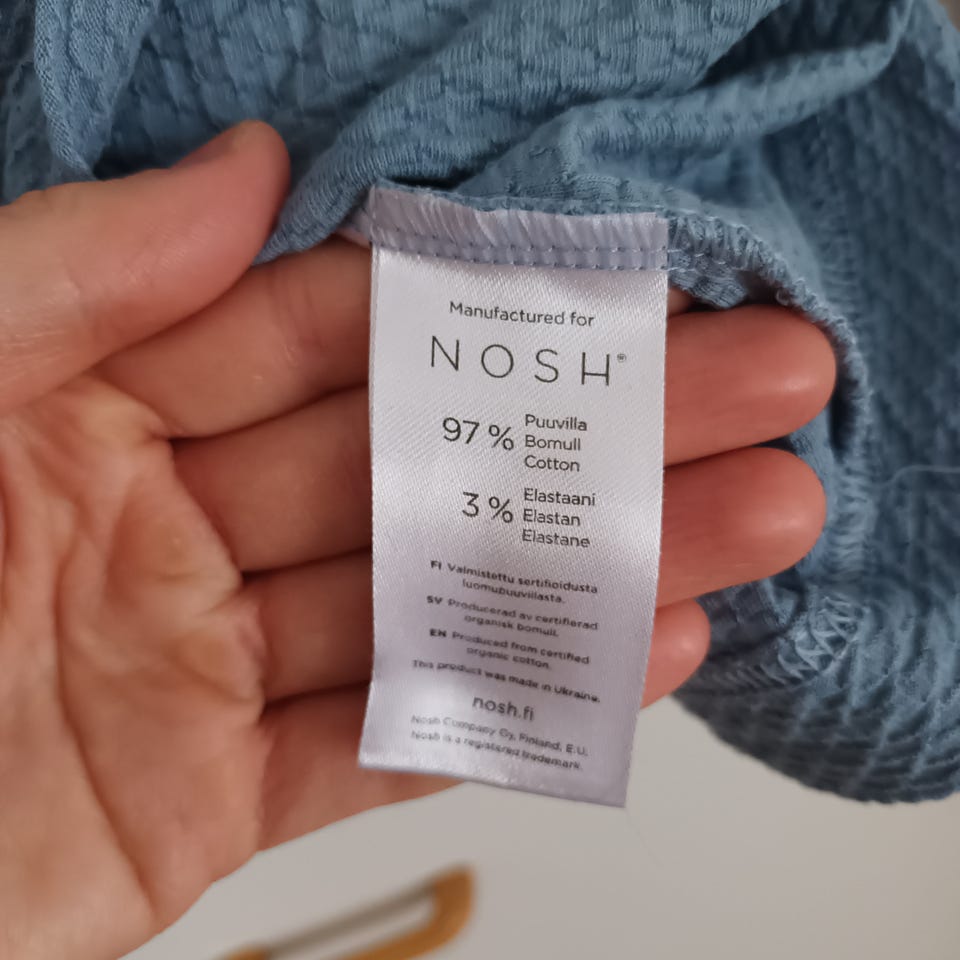 Manufactured for
NOSH®
97 % Puuvilla
Bomull
Cotton
3 % Elastaani
Elastan
Elastane
FI Valmistettu sertifioidusta
luomupuuvillasta.
SV Producerad av certifierad
organisk bomull.
EN Produced from certified
organic cotton.
This product was made in Ukraine.
nosh.fi
Nosh Company Oy, Finland, E.U.
Nosh is a registered trademark.